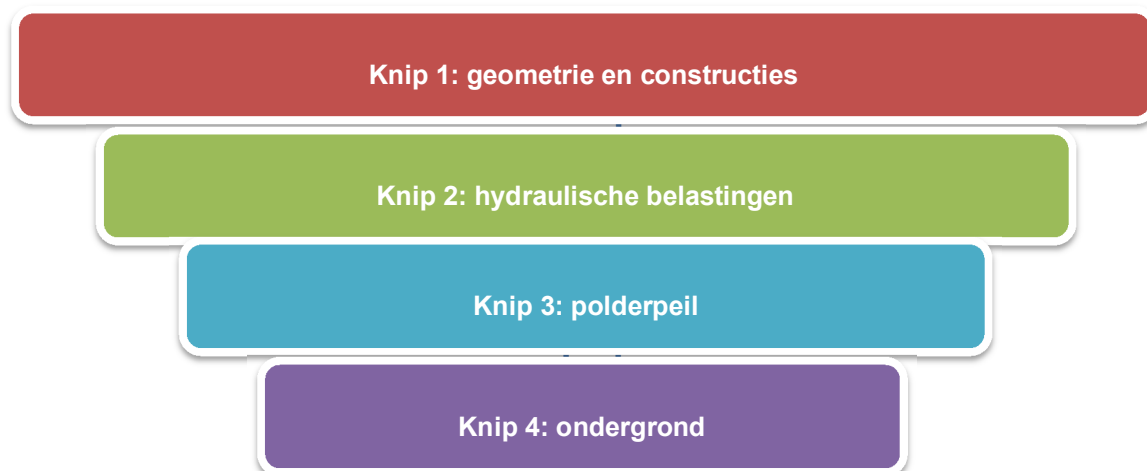 Knip 1: geometrie en constructies
Knip 2: hydraulische belastingen
Knip 3: polderpeil
Knip 4: ondergrond